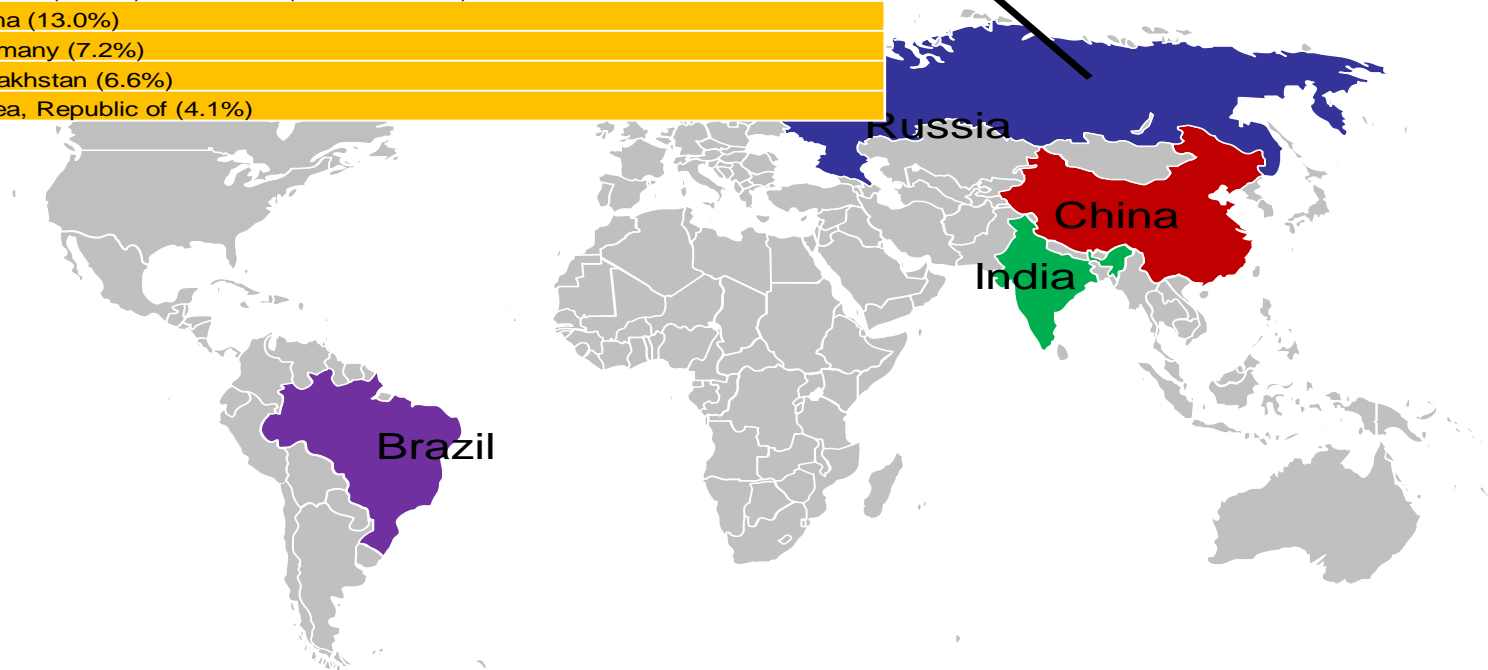 na (13.0%)
many (7.2%)
akhstan (6.6%)
ea, Republic of (4.1%)
Russia
China
India
Brazil